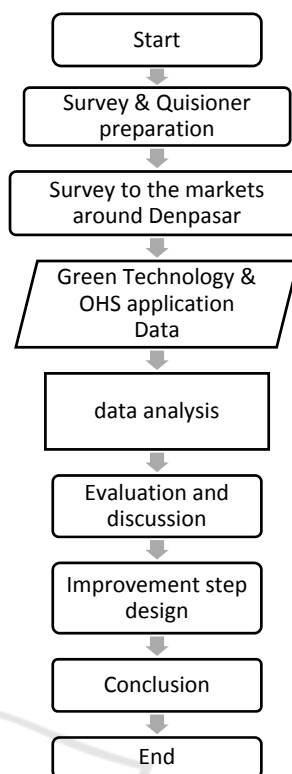 Start
Survey & Quisioner
preparation
Survey to the markets
around Denpasar
Green Technology &
OHS application
Data
data analysis
Evaluation and
discussion
Improvement step
design
Conclusion
End